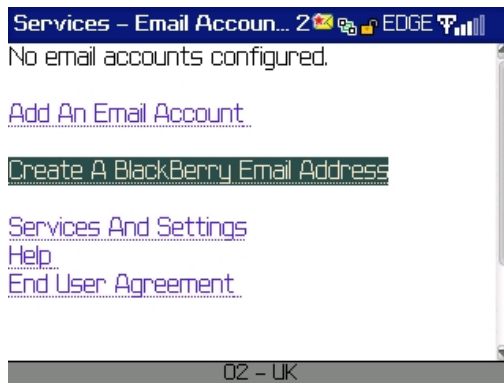 Services – Email Accoun... 2 EDGE
No email accounts configured.
Add An Email Account
Create A BlackBerry Email Address
Services And Settings
Help
End User Agreement
O2 – UK